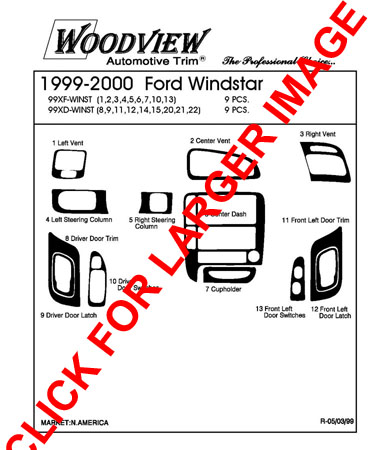 WOODVIEW
Automotive Trim®
The Professional Choice...
1999-2000 Ford Windstar
99XF-WINST (1,2,3,4,5,6,7,10,13) 9 PCS.
99XD-WINST (8,9,11,12,14,15,20,21,22) 9 PCS.
1 Left Vent
2 Center Vent
3 Right Vent
4 Left Steering
Column
5 Right Steering
Column
6 Center Dash
11 Front Left Door Trim
8 Driver Door Trim
10 Driver
Door Switches
7 Cupholder
9 Driver Door Latch
13 Front Left
Door Switches
12 Front Left
Door Latch
MARKET:N.AMERICA
R-05/03/99
CLICK FOR LARGER IMAGE